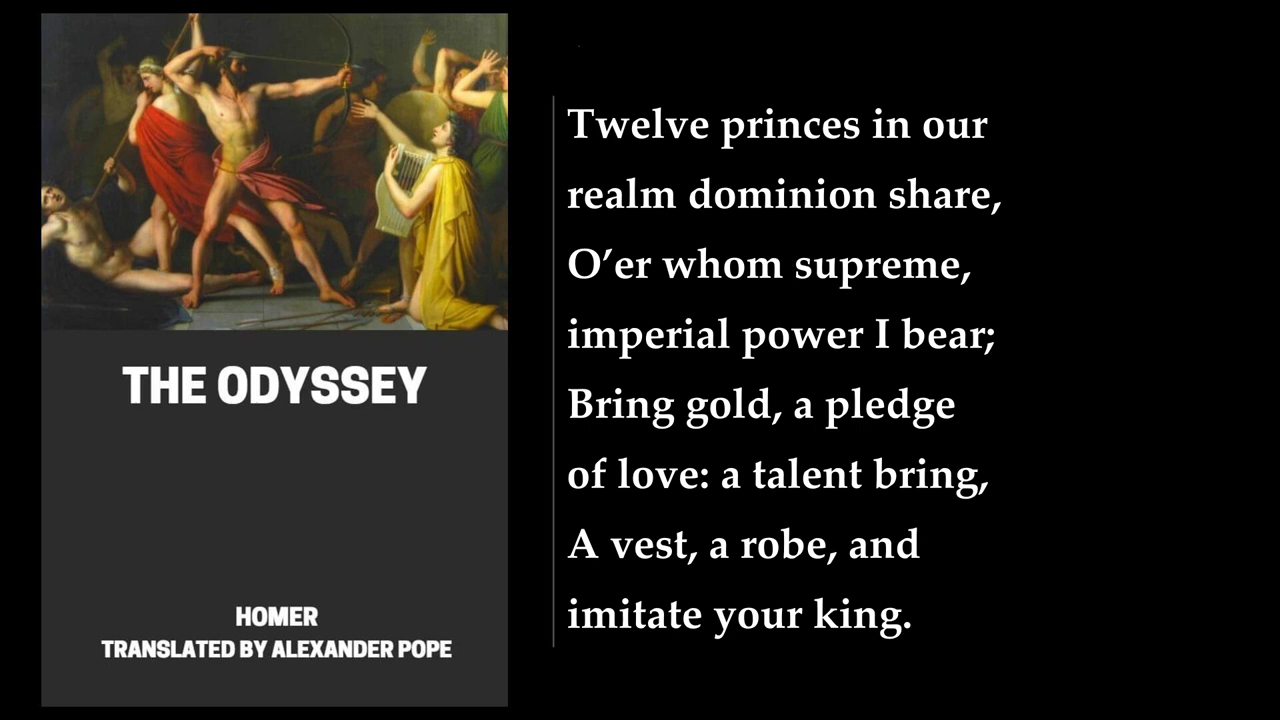 THE ODYSSEY
HOMER
TRANSLATED BY ALEXANDER POPE
Twelve princes in our
realm dominion share,
O’er whom supreme,
imperial power I bear;
Bring gold, a pledge
of love: a talent bring,
A vest, a robe, and
imitate your king.